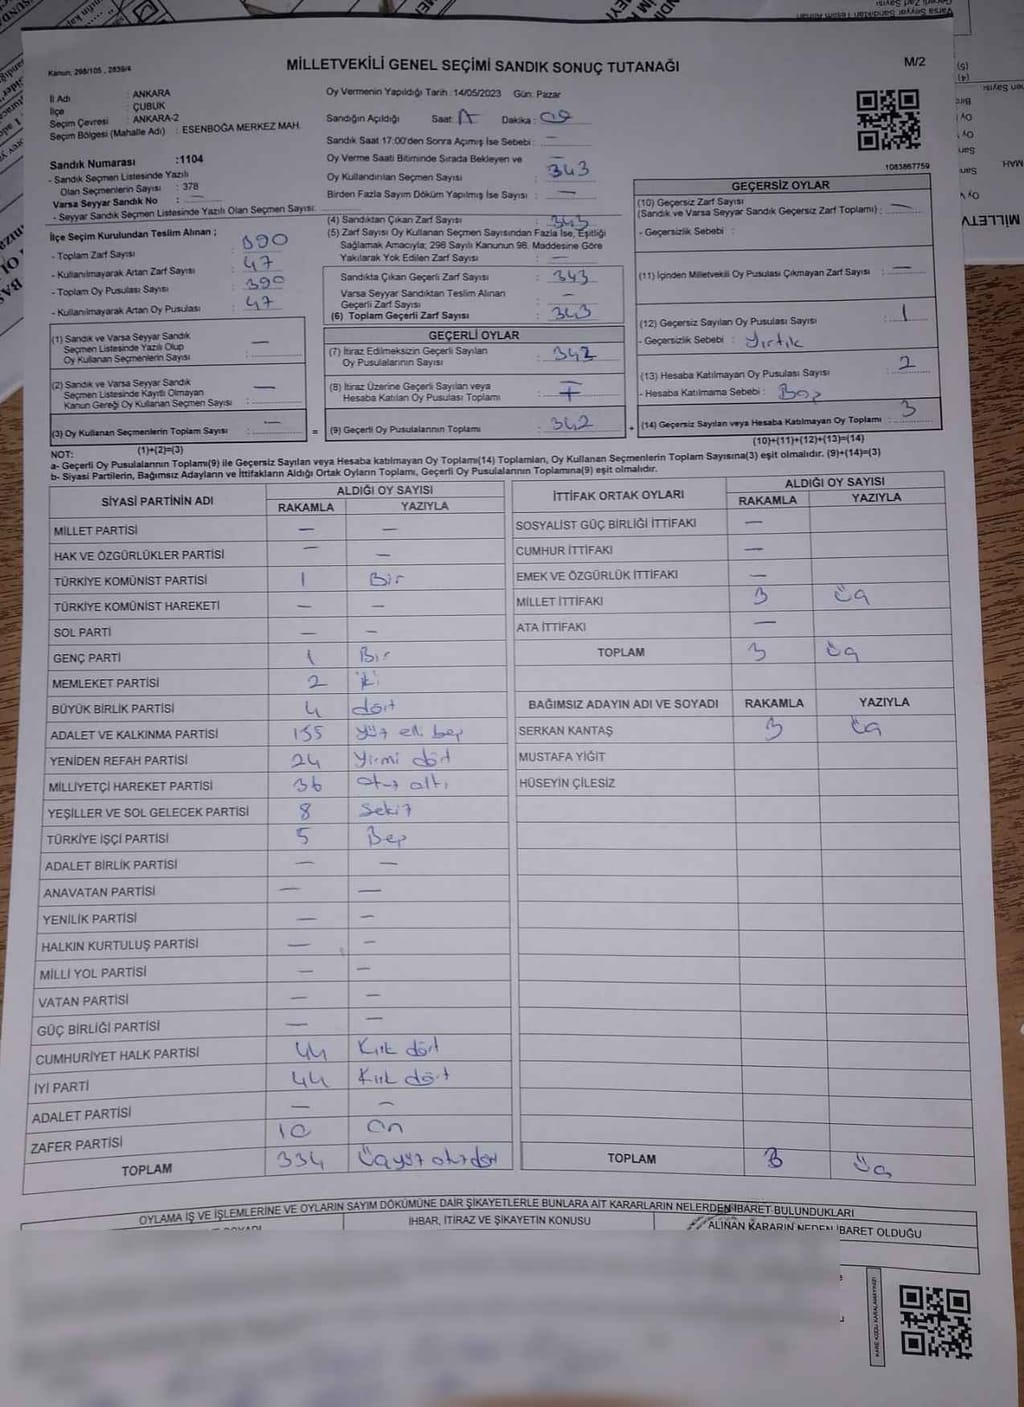 Kanun; 298/105 , 2839/4
MİLLETVEKİLİ GENEL SEÇİMİ SANDIK SONUÇ TUTANAĞI
M/2
İl Adı : ANKARA
İlçe : ÇUBUK
Seçim Çevresi : ANKARA-2
Seçim Bölgesi (Mahalle Adı) : ESENBOĞA MERKEZ MAH.
Oy Vermenin Yapıldığı Tarih : 14/05/2023 Gün: Pazar
Sandığın Açıldığı Saat: Dakika:
Sandık Saat 17:00'den Sonra Açımış İse Sebebi: —
Oy Verme Saati Bitiminde Sırada Bekleyen ve
Oy Kullandırılan Seçmen Sayısı : 343
Birden Fazla Sayım Döküm Yapılmış İse Sayısı : —
Sandık Numarası :1104
- Sandık Seçmen Listesinde Yazılı
Olan Seçmenlerin Sayısı : 378
Varsa Seyyar Sandık No : —
- Seyyar Sandık Seçmen Listesinde Yazılı Olan Seçmen Sayısı:
1083867759
İlçe Seçim Kurulundan Teslim Alınan ;
- Toplam Zarf Sayısı : 390
- Kullanılmayarak Artan Zarf Sayısı : 47
- Toplam Oy Pusulası Sayısı : 390
- Kullanılmayarak Artan Oy Pusulası : 47
(4) Sandıktan Çıkan Zarf Sayısı : 343
(5) Zarf Sayısı Oy Kullanan Seçmen Sayısından Fazla İse, Eşitliği
Sağlamak Amacıyla; 298 Sayılı Kanunun 98. Maddesine Göre
Yakılarak Yok Edilen Zarf Sayısı : —
Sandıkta Çıkan Geçerli Zarf Sayısı : 343
Varsa Seyyar Sandıktan Teslim Alınan
Geçerli Zarf Sayısı : —
(6) Toplam Geçerli Zarf Sayısı : 343
GEÇERSİZ OYLAR
(10) Geçersiz Zarf Sayısı
(Sandık ve Varsa Seyyar Sandık Geçersiz Zarf Toplamı) : —
- Geçersizlik Sebebi :
(11) İçinden Milletvekili Oy Pusulası Çıkmayan Zarf Sayısı : —
(12) Geçersiz Sayılan Oy Pusulası Sayısı : 1
- Geçersizlik Sebebi : Yırtık
(13) Hesaba Katılmayan Oy Pusulası Sayısı : 2
- Hesaba Katılmama Sebebi : Boş
(14) Geçersiz Sayılan veya Hesaba Katılmayan Oy Toplamı : 3
(10)+(11)+(12)+(13)=(14)
(1) Sandık ve Varsa Seyyar Sandık
Seçmen Listesinde Yazılı Olup
Oy Kullanan Seçmenlerin Sayısı : —
(2) Sandık ve Varsa Seyyar Sandık
Seçmen Listesinde Kayıtlı Olmayan
Kanun Gereği Oy Kullanan Seçmen Sayısı : —
(3) Oy Kullanan Seçmenlerin Toplam Sayısı : —
(1)+(2)=(3)
GEÇERLİ OYLAR
(7) İtiraz Edilmeksizin Geçerli Sayılan
Oy Pusulalarının Sayısı : 342
(8) İtiraz Üzerine Geçerli Sayılan veya
Hesaba Katılan Oy Pusulası Toplamı :
= (9) Geçerli Oy Pusulalarının Toplamı : 342 +
NOT:
a- Geçerli Oy Pusulasının Toplamı(9) ile Geçersiz Sayılan veya Hesaba katılmayan Oy Toplamı(14) Toplamları, Oy Kullanan Seçmenlerin Toplam Sayısına(3) eşit olmalıdır. (9)+(14)=(3)
b- Siyasi Partilerin, Bağımsız Adayların ve İttifakların Aldığı Ortak Oyların Toplamı, Geçerli Oy Pusulalarının Toplamına(9) eşit olmalıdır.
SİYASİ PARTİNİN ADI ALDIĞI OY SAYISI
RAKAMLA YAZIYLA
MİLLET PARTİSİ — —
HAK VE ÖZGÜRLÜKLER PARTİSİ — —
TÜRKİYE KOMÜNİST PARTİSİ 1 Bir
TÜRKİYE KOMÜNİST HAREKETİ — —
SOL PARTİ — —
GENÇ PARTİ 1 Bir
MEMLEKET PARTİSİ 2 iki
BÜYÜK BİRLİK PARTİSİ 4 dört
ADALET VE KALKINMA PARTİSİ 155 yüz elli beş
YENİDEN REFAH PARTİSİ 24 Yirmi dört
MİLLİYETÇİ HAREKET PARTİSİ 36 otuz altı
YEŞİLLER VE SOL GELECEK PARTİSİ 8 Sekiz
TÜRKİYE İŞÇİ PARTİSİ 5 Beş
ADALET BİRLİK PARTİSİ — —
ANAVATAN PARTİSİ — —
YENİLİK PARTİSİ — —
HALKIN KURTULUŞ PARTİSİ — —
MİLLİ YOL PARTİSİ — —
VATAN PARTİSİ — —
GÜÇ BİRLİĞİ PARTİSİ — —
CUMHURİYET HALK PARTİSİ 44 Kırk dört
İYİ PARTİ 44 Kırk dört
ADALET PARTİSİ — —
ZAFER PARTİSİ 10 On
TOPLAM 334 Üçyüz otuzdört
İTTİFAK ORTAK OYLARI ALDIĞI OY SAYISI
RAKAMLA YAZIYLA
SOSYALİST GÜÇ BİRLİĞİ İTTİFAKI —
CUMHUR İTTİFAKI —
EMEK VE ÖZGÜRLÜK İTTİFAKI —
MİLLET İTTİFAKI 3 Üç
ATA İTTİFAKI —
TOPLAM 3 Üç
BAĞIMSIZ ADAYIN ADI VE SOYADI RAKAMLA YAZIYLA
SERKAN KANTAŞ 3 Üç
MUSTAFA YİĞİT
HÜSEYİN ÇİLESİZ
TOPLAM 3 Üç
OYLAMA İŞ VE İŞLEMLERİNE VE OYLARIN SAYIM DÖKÜMÜNE DAİR ŞİKAYETLERLE BUNLARA AİT KARARLARIN NELERDEN İBARET BULUNDUKLARI
İHBAR, İTİRAZ VE ŞİKAYETİN KONUSU
ALINAN KARARIN NEDEN İBARET OLDUĞU
KARE KODU KARALAMAYINIZ!